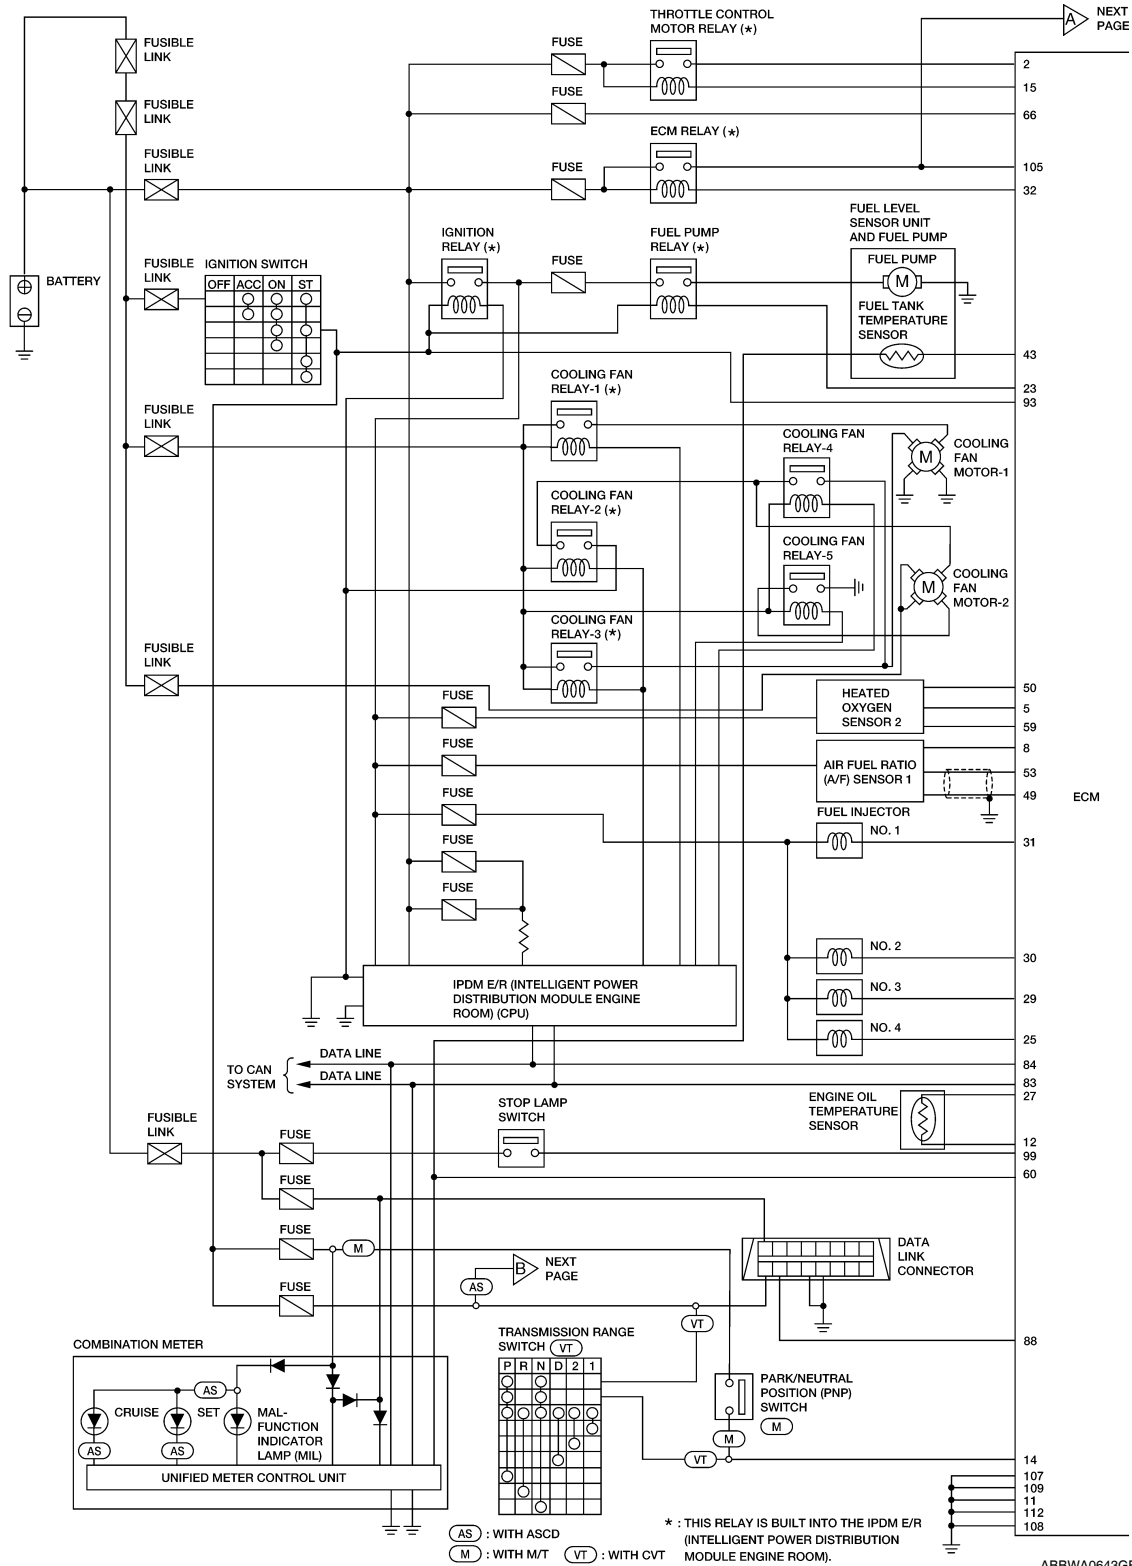 THROTTLE CONTROL
MOTOR RELAY (*)
A
NEXT
PAGE
FUSIBLE
LINK
FUSE
2
15
FUSIBLE
LINK
FUSE
66
FUSIBLE
LINK
FUSE
ECM RELAY (*)
105
32
BATTERY
FUSIBLE
LINK
IGNITION SWITCH
OFF ACC ON ST
IGNITION
RELAY (*)
FUSE
FUEL PUMP
RELAY (*)
FUEL LEVEL
SENSOR UNIT
AND FUEL PUMP
FUEL PUMP
M
FUEL TANK
TEMPERATURE
SENSOR
43
23
93
FUSIBLE
LINK
COOLING FAN
RELAY-1 (*)
COOLING FAN
RELAY-4
M
COOLING
FAN
MOTOR-1
COOLING FAN
RELAY-2 (*)
COOLING FAN
RELAY-5
M
COOLING
FAN
MOTOR-2
COOLING FAN
RELAY-3 (*)
FUSIBLE
LINK
FUSE
HEATED
OXYGEN
SENSOR 2
50
5
59
FUSE
AIR FUEL RATIO
(A/F) SENSOR 1
8
53
49
ECM
FUSE
FUEL INJECTOR
NO. 1
31
FUSE
FUSE
NO. 2
30
NO. 3
29
NO. 4
25
IPDM E/R (INTELLIGENT POWER
DISTRIBUTION MODULE ENGINE
ROOM) (CPU)
TO CAN
SYSTEM
DATA LINE
84
DATA LINE
83
ENGINE OIL
TEMPERATURE
SENSOR
27
12
FUSIBLE
LINK
FUSE
STOP LAMP
SWITCH
99
60
FUSE
FUSE
M
DATA
LINK
CONNECTOR
B
NEXT
PAGE
AS
FUSE
VT
88
COMBINATION METER
AS
CRUISE
SET
MAL-
FUNCTION
INDICATOR
LAMP (MIL)
AS
AS
UNIFIED METER CONTROL UNIT
TRANSMISSION RANGE
SWITCH VT
P R N D 2 1
PARK/NEUTRAL
POSITION (PNP)
SWITCH
M
M
VT
14
107
109
11
112
108
AS : WITH ASCD
M : WITH M/T VT : WITH CVT
* : THIS RELAY IS BUILT INTO THE IPDM E/R
(INTELLIGENT POWER DISTRIBUTION
MODULE ENGINE ROOM).